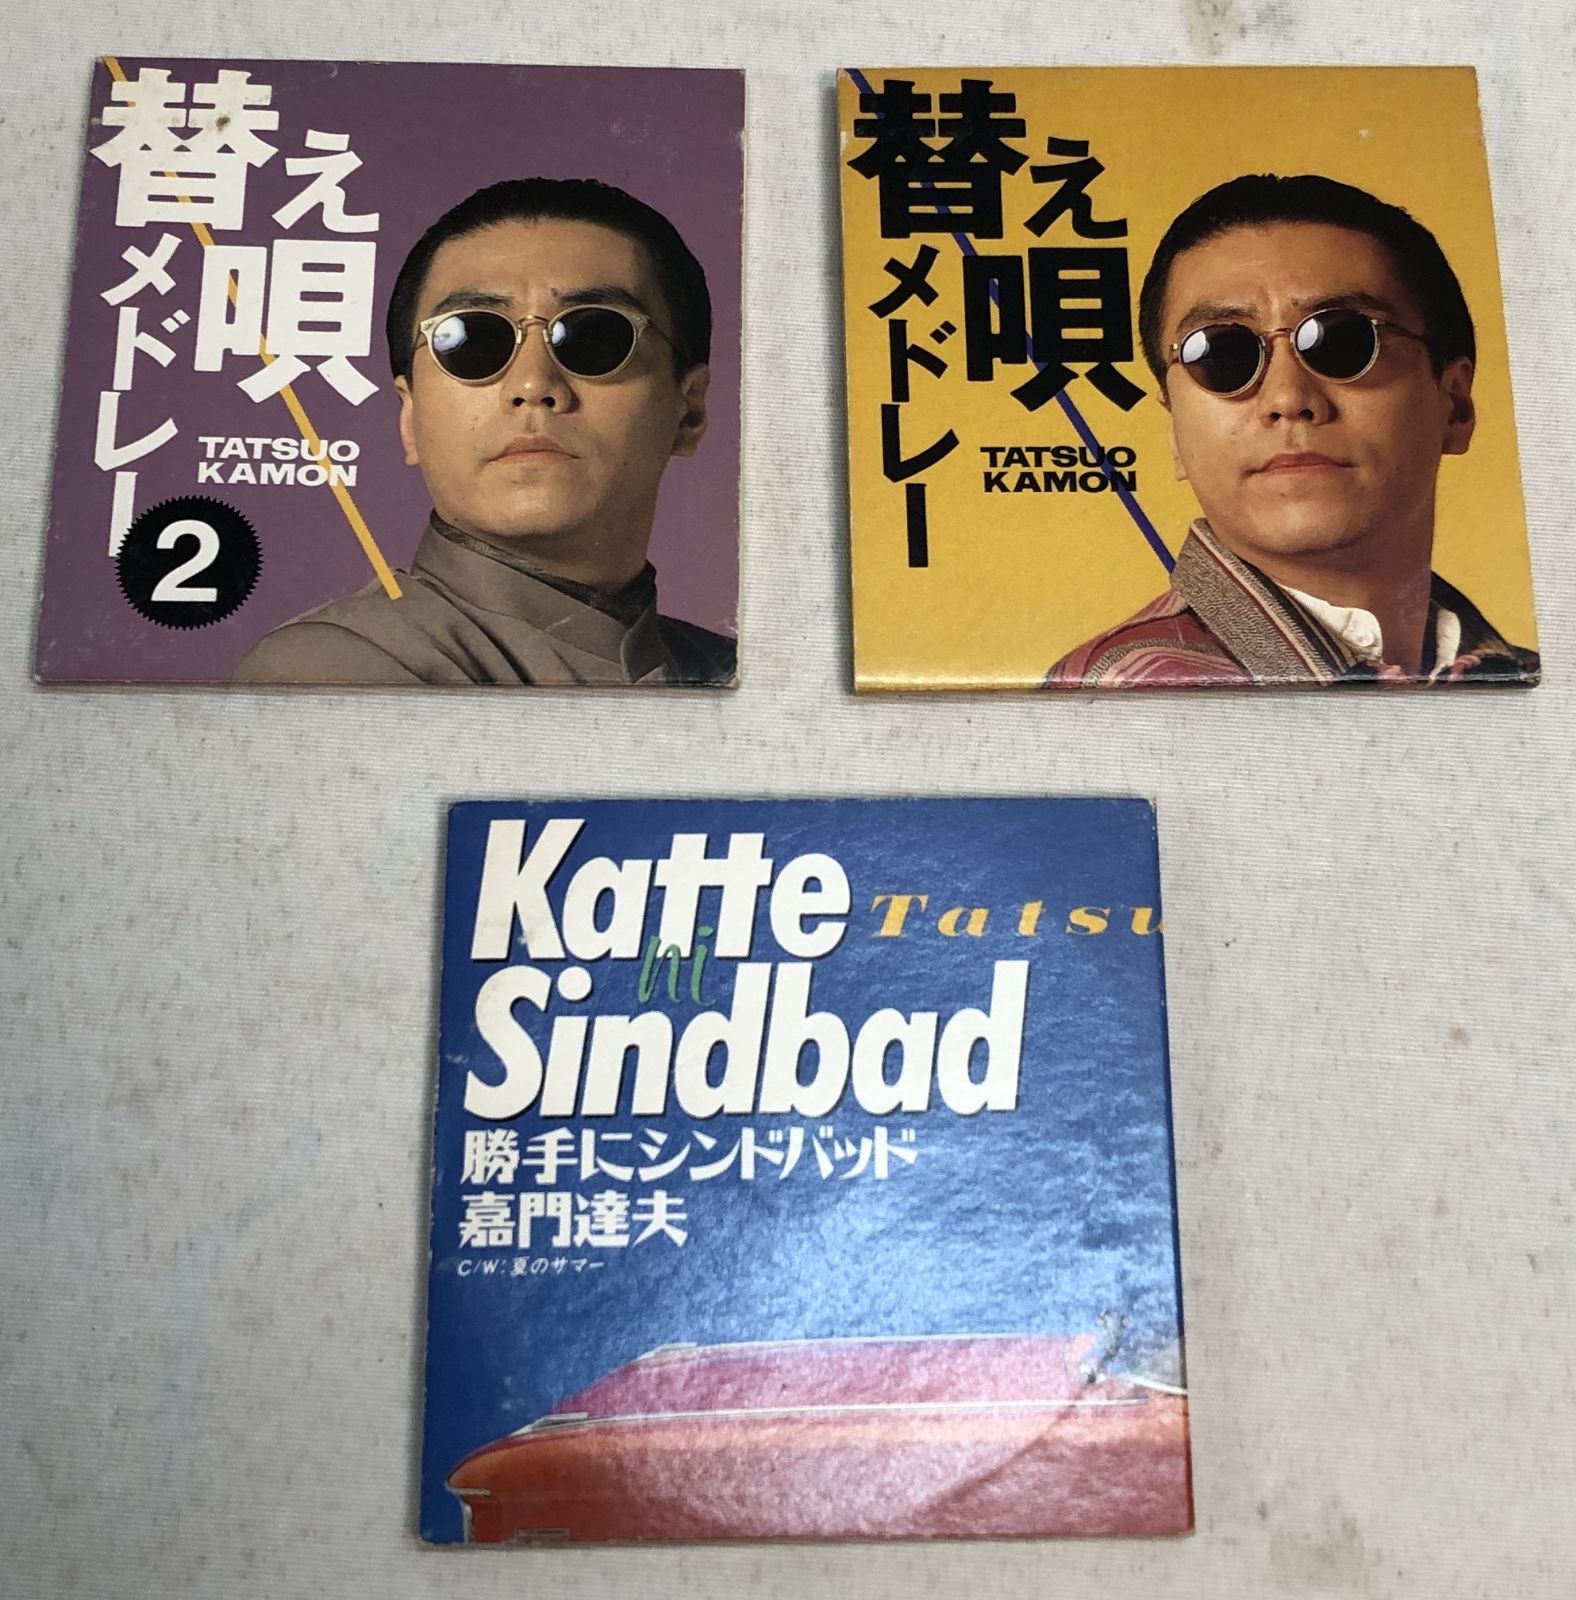 替え唄
メドレー
TATSUO
KAMON
2
替え唄
メドレー
TATSUO
KAMON
Katte
ni
Sindbad
Tatsu
勝手にシンドバッド
嘉門達夫
C/W:夏のサマー